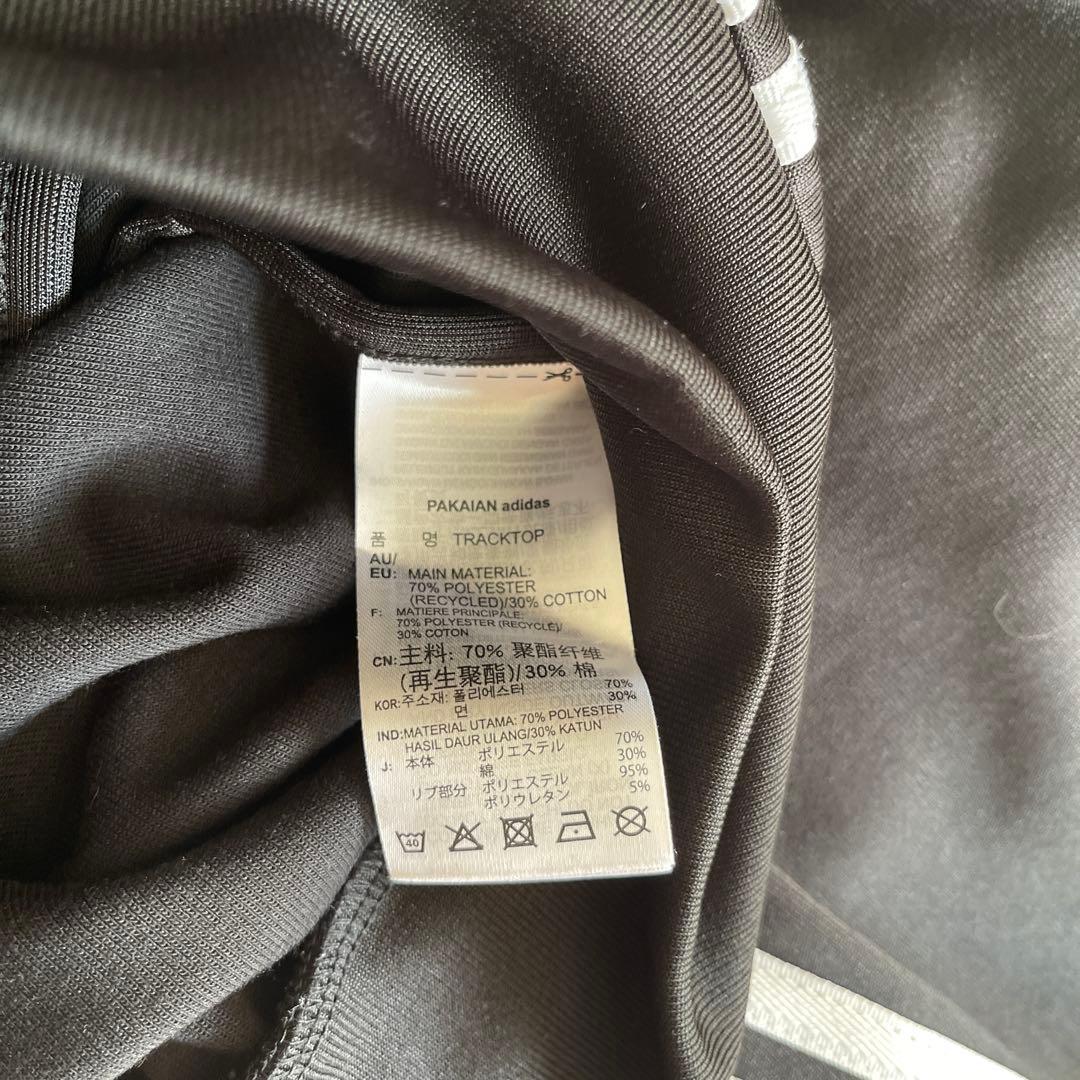 PAKAIAN adidas
품 명 TRACKTOP
AU/
EU: MAIN MATERIAL:
70% POLYESTER
(RECYCLED)/30% COTTON
F: MATIERE PRINCIPALE:
70% POLYESTER (RECYCLÉ)/
30% COTON
CN: 主料: 70% 聚酯纤维
(再生聚酯)/30% 棉
KOR: 주소재: 폴리에스터 70%
면 30%
IND: MATERIAL UTAMA: 70% POLYESTER
HASIL DAUR ULANG/30% KATUN
J: 本体 ポリエステル 70%
綿 30%
リブ部分 ポリエステル 95%
ポリウレタン 5%
40